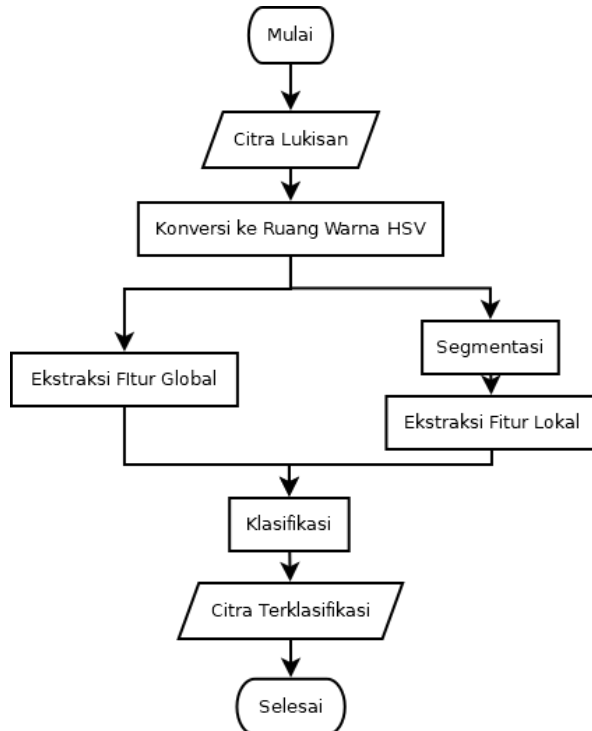 Mulai
Citra Lukisan
Konversi ke Ruang Warna HSV
Segmentasi
Ekstraksi FItur Global
Ekstraksi Fitur Lokal
Klasifikasi
Citra Terklasifikasi
Selesai